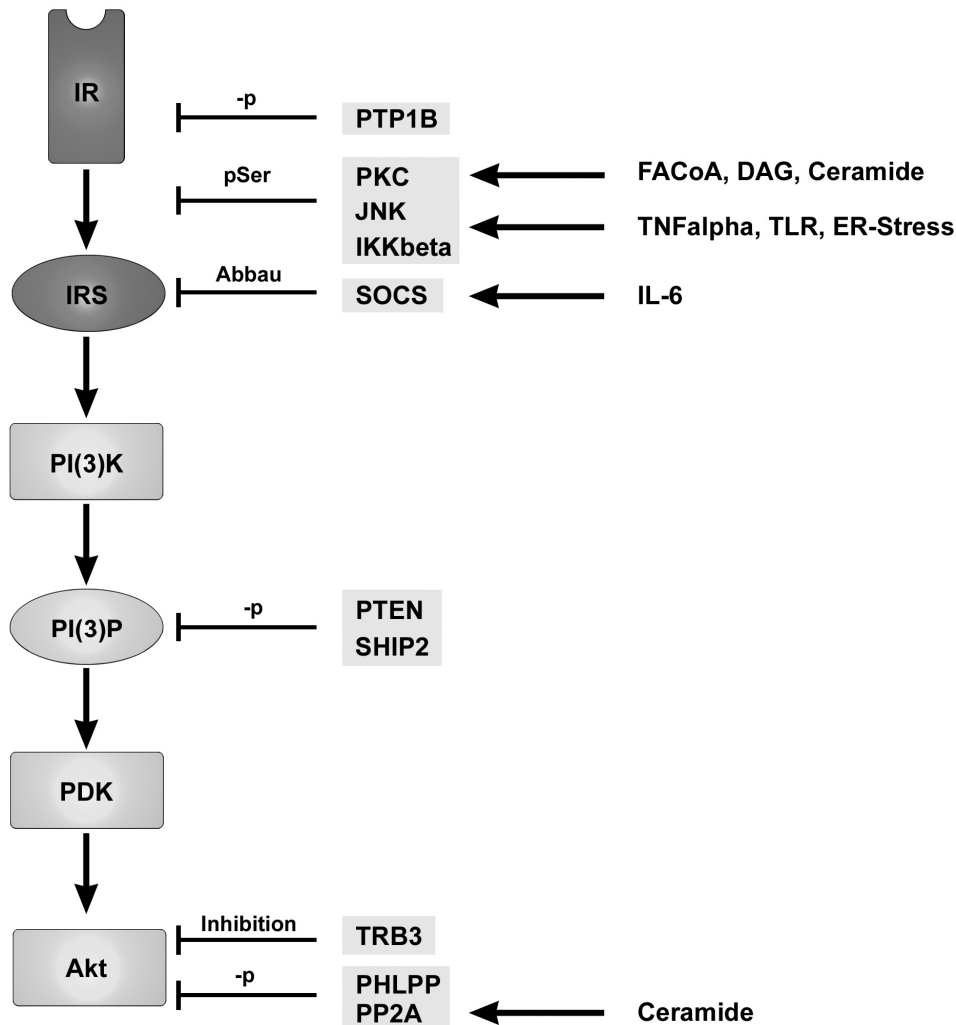 IR
-p
PTP1B
pSer
PKC
JNK
IKKbeta
FACoA, DAG, Ceramide
TNFalpha, TLR, ER-Stress
IRS
Abbau
SOCS
IL-6
PI(3)K
PI(3)P
-p
PTEN
SHIP2
PDK
Akt
Inhibition
TRB3
-p
PHLPP
PP2A
Ceramide